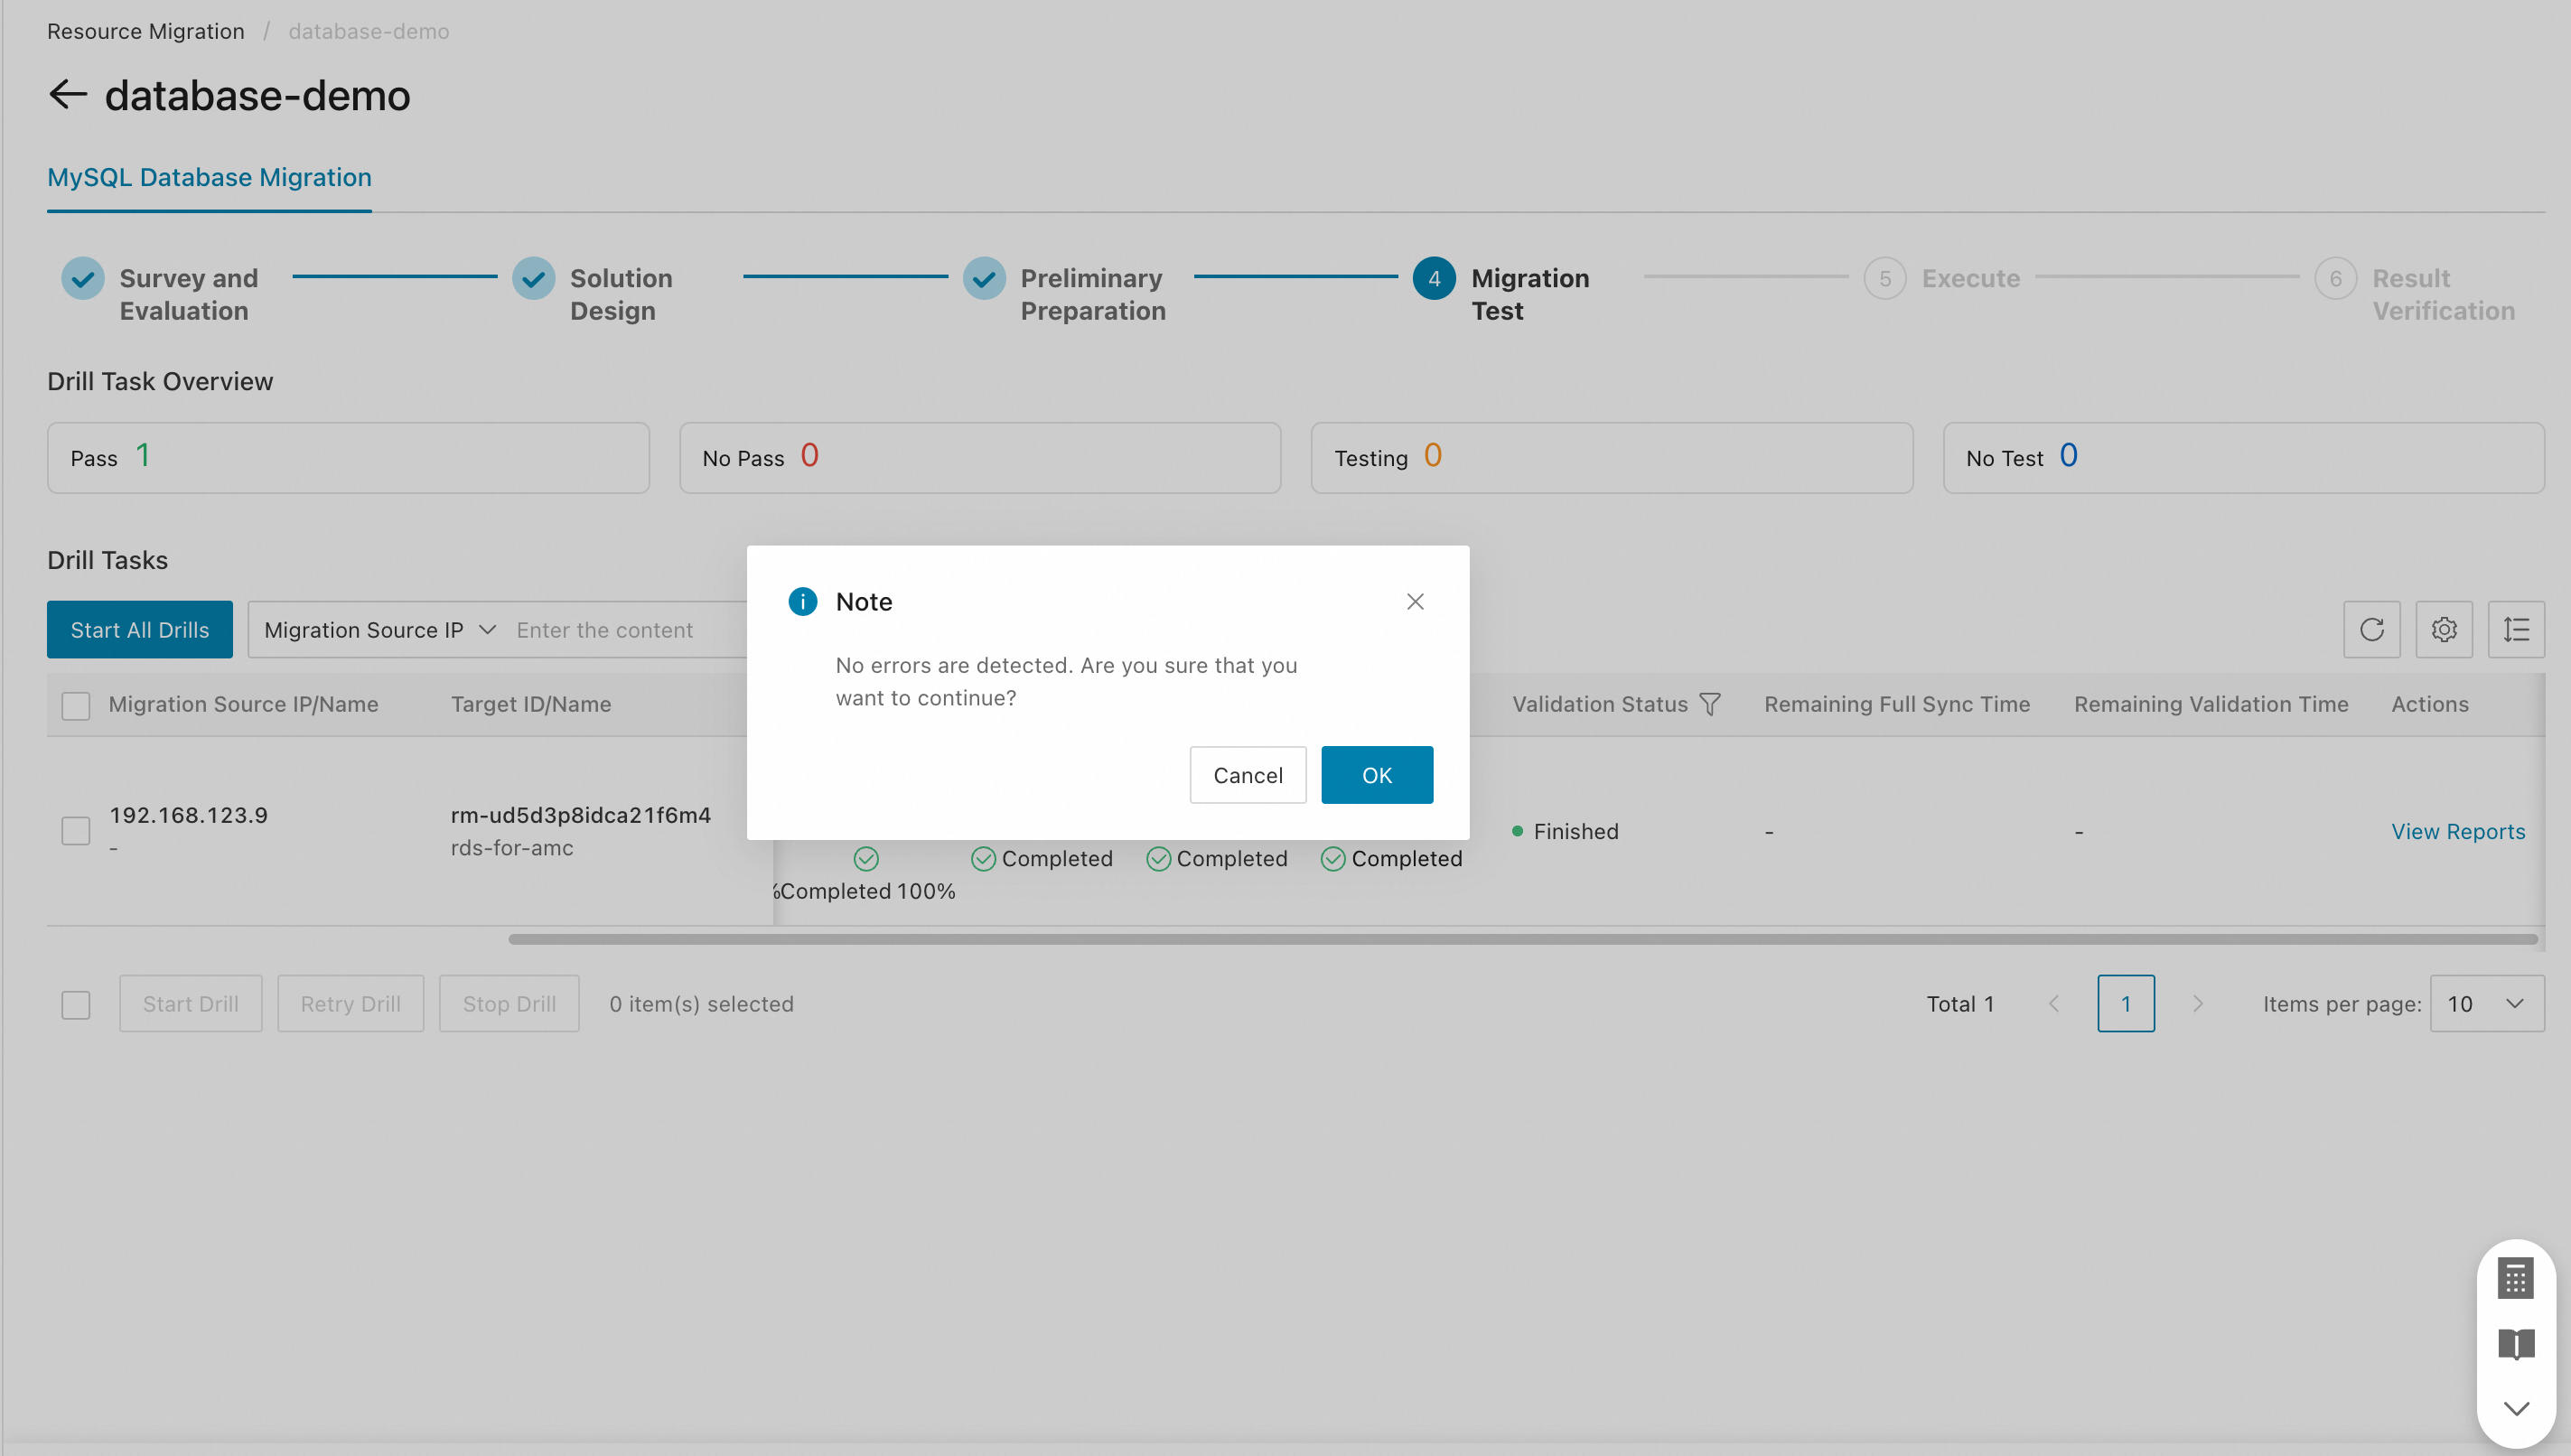 Resource Migration / database-demo
database-demo
MySQL Database Migration
Survey and
Evaluation
Solution
Design
Preliminary
Preparation
4
Migration
Test
5
Execute
6
Result
Verification
Drill Task Overview
Pass 1
No Pass 0
Testing 0
No Test 0
Drill Tasks
Start All Drills
Migration Source IP
Enter the content
Note
No errors are detected. Are you sure that you
want to continue?
Cancel
OK
Migration Source IP/Name
Target ID/Name
Validation Status
Remaining Full Sync Time
Remaining Validation Time
Actions
192.168.123.9
-
rm-ud5d3p8idca21f6m4
rds-for-amc
%Completed 100%
Completed
Completed
Completed
Finished
-
-
View Reports
Start Drill
Retry Drill
Stop Drill
0 item(s) selected
Total 1
1
Items per page: 10